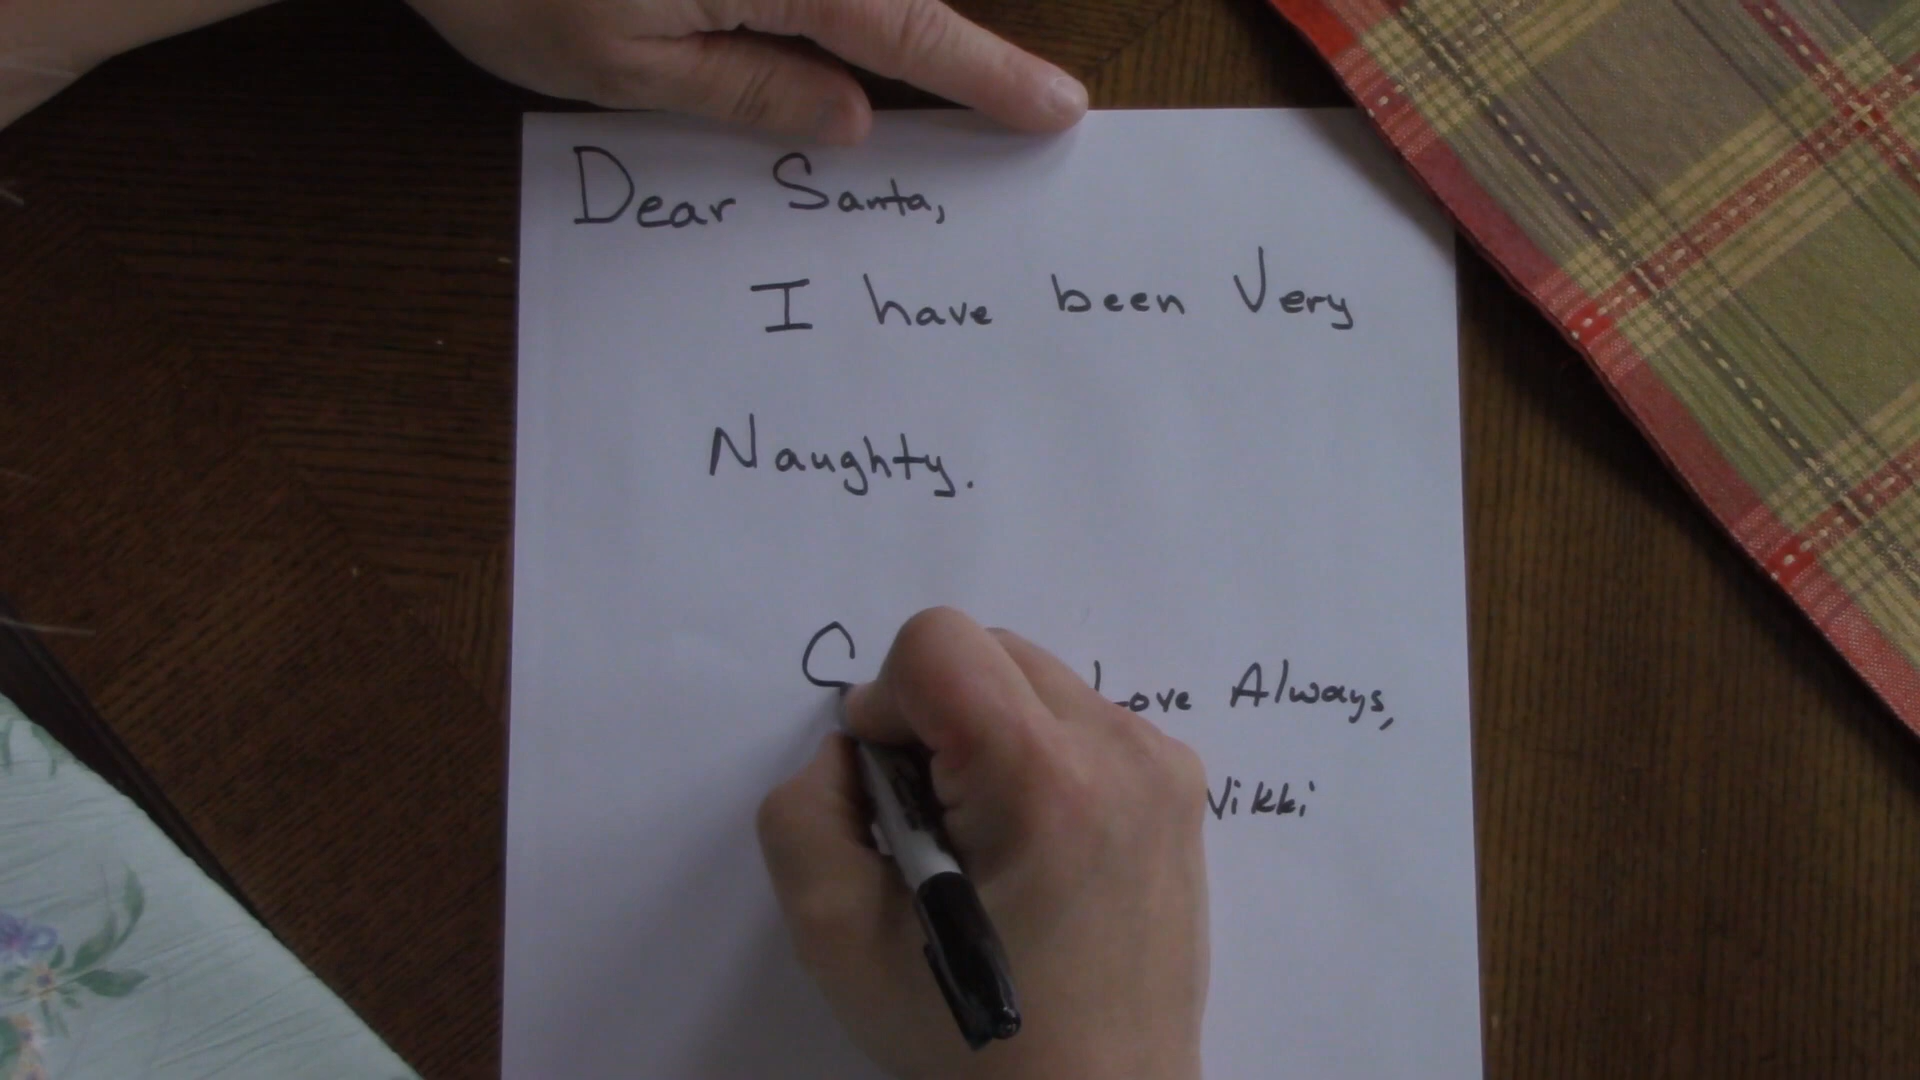 Dear Santa,
I have been Very
Naughty.
Love Always,
Nikki